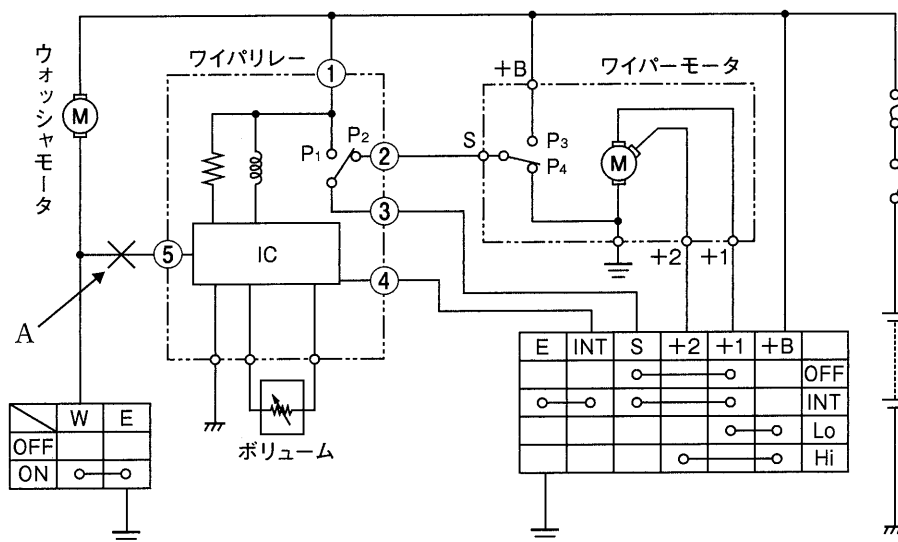 ウォッシャモータ
M
ワイパリレー
1
P1
P2
2
3
4
5
IC
A
ボリューム
+B
ワイパーモータ
S
P3
P4
M
+2
+1
W E
OFF
ON
E INT S +2 +1 +B
OFF
INT
Lo
Hi